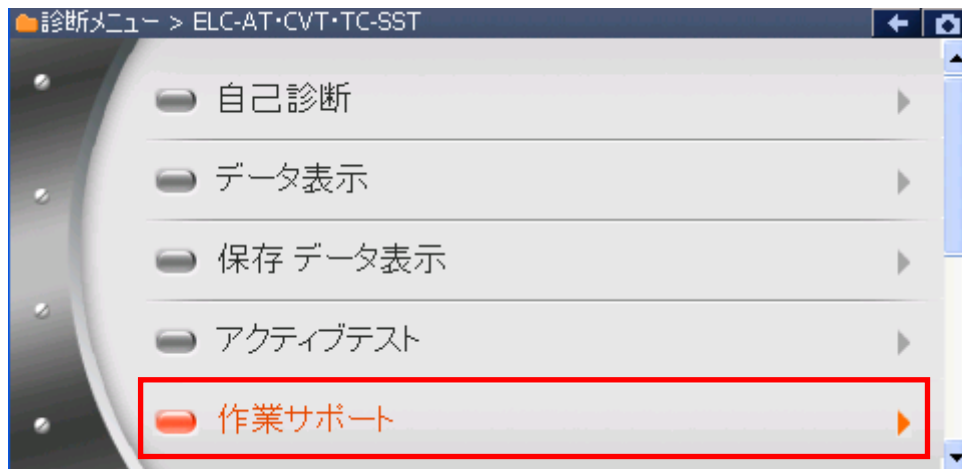 診断メニュー > ELC-AT・CVT・TC-SST
自己診断
データ表示
保存 データ表示
アクティブテスト
作業サポート